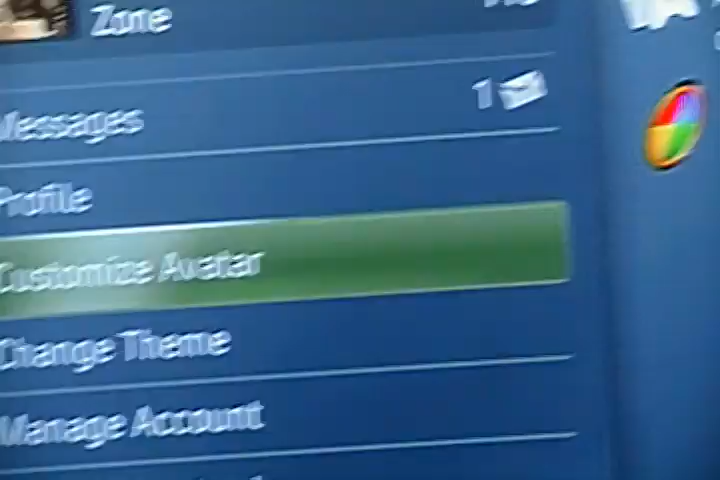 Zone
Messages 1
Profile
Customize Avatar
Change Theme
Manage Account